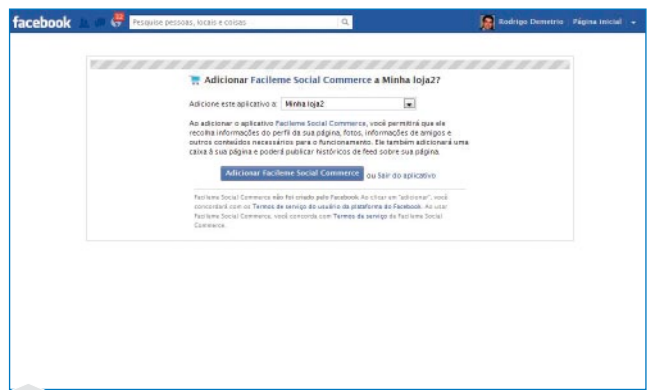 facebook
Pesquise pessoas, locais e coisas
Rodrigo Demetrio Página Inicial
Adicionar Facileme Social Commerce a Minha loja2?
Adicione este aplicativo a: Minha loja2
Ao adicionar o aplicativo Facileme Social Commerce, você permitirá que ele
recolha informações do perfil da sua página, fotos, informações de amigos e
outros conteúdos necessários para o funcionamento. Ele também adicionará uma
caixa à sua página e poderá publicar históricos de feed sobre sua página.
Adicionar Facileme Social Commerce ou Sair do aplicativo
Facileme Social Commerce não foi criado pelo Facebook. Ao clicar em "adicionar", você
concordará com os Termos de serviço do usuário da plataforma do Facebook. Ao usar
Facileme Social Commerce, você concorda com Termos de serviço da Facileme Social
Commerce.